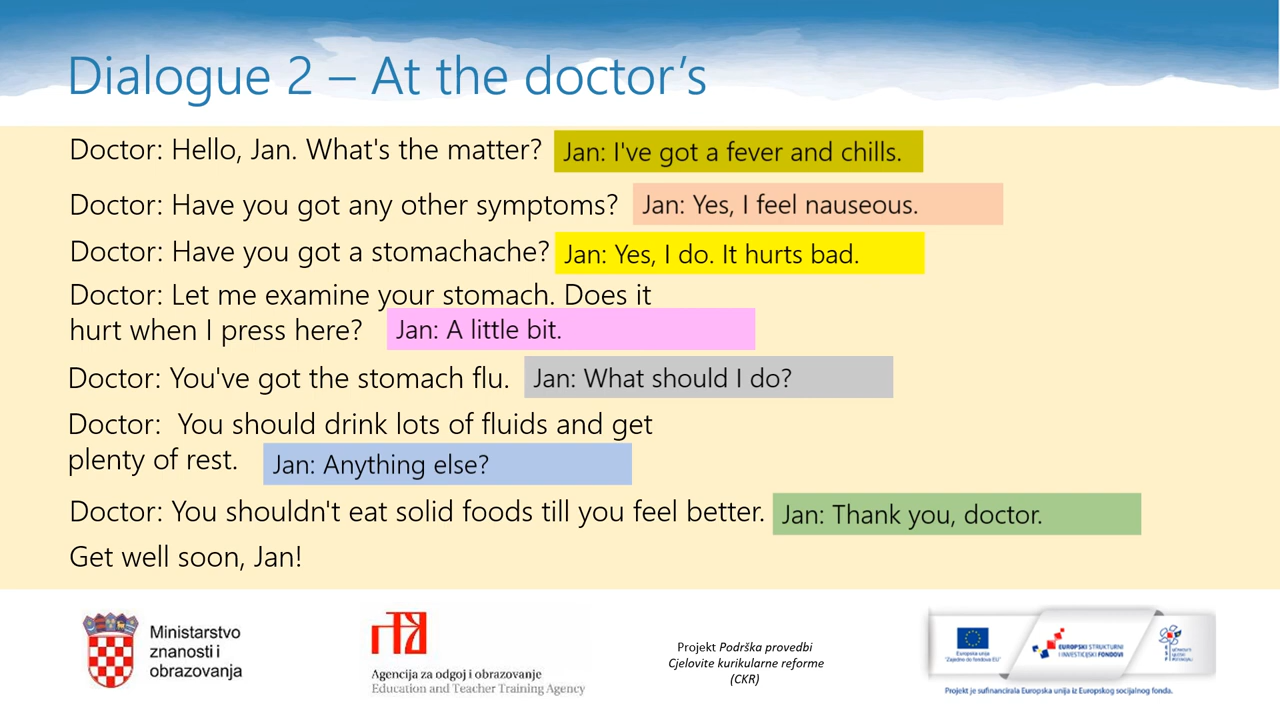 Dialogue 2 – At the doctor's
Doctor: Hello, Jan. What's the matter? Jan: I've got a fever and chills.
Doctor: Have you got any other symptoms? Jan: Yes, I feel nauseous.
Doctor: Have you got a stomachache? Jan: Yes, I do. It hurts bad.
Doctor: Let me examine your stomach. Does it
hurt when I press here? Jan: A little bit.
Doctor: You've got the stomach flu. Jan: What should I do?
Doctor: You should drink lots of fluids and get
plenty of rest. Jan: Anything else?
Doctor: You shouldn't eat solid foods till you feel better. Jan: Thank you, doctor.
Get well soon, Jan!
Ministarstvo
znanosti i
obrazovanja
Agencija za odgoj i obrazovanje
Education and Teacher Training Agency
Projekt Podrška provedbi
Cjelovite kurikularne reforme
(CKR)
Europska unija
"Zajedno do fondova EU"
EUROPSKI STRUKTURNI
I INVESTICIJSKI FONDOVI
Projekt je sufinancirala Europska unija iz Europskog socijalnog fonda.